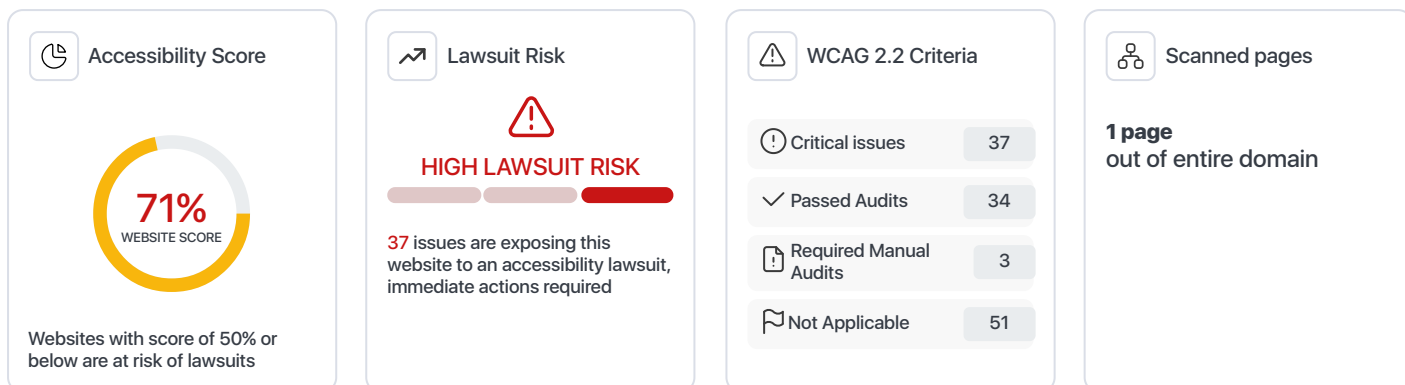 Accessibility Score
71%
WEBSITE SCORE
Websites with score of 50% or
below are at risk of lawsuits
Lawsuit Risk
HIGH LAWSUIT RISK
37 issues are exposing this
website to an accessibility lawsuit,
immediate actions required
WCAG 2.2 Criteria
Critical issues 37
Passed Audits 34
Required Manual
Audits 3
Not Applicable 51
Scanned pages
1 page
out of entire domain